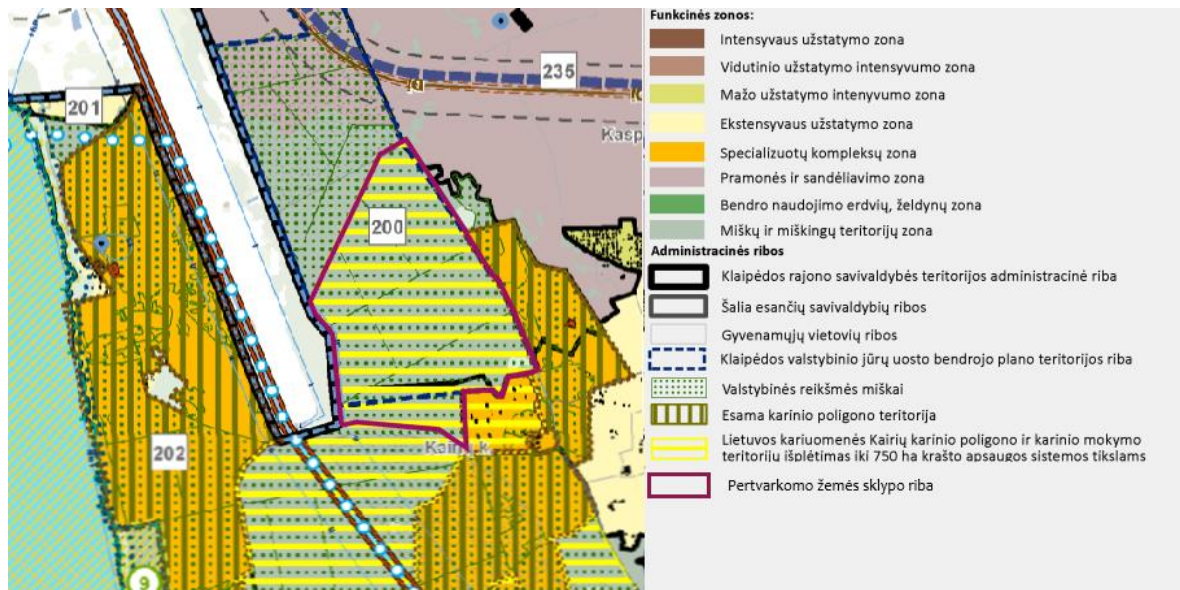 201
235
Kasp
200
202
Kairių k.
9
Funkcinės zonos:
Intensyvaus užstatymo zona
Vidutinio užstatymo intensyvumo zona
Mažo užstatymo intenyvumo zona
Ekstensyvaus užstatymo zona
Specializuotų kompleksų zona
Pramonės ir sandėliavimo zona
Bendro naudojimo erdvių, želdynų zona
Miškų ir miškingų teritorijų zona
Administracinės ribos
Klaipėdos rajono savivaldybės teritorijos administracinė riba
Šalia esančių savivaldybių ribos
Gyvenamųjų vietovių ribos
Klaipėdos valstybinio jūrų uosto bendrojo plano teritorijos riba
Valstybinės reikšmės miškai
Esama karinio poligono teritorija
Lietuvos kariuomenės Kairių karinio poligono ir karinio mokymo
teritorijų išplėtimas iki 750 ha krašto apsaugos sistemos tikslams
Pertvarkomo žemės sklypo riba